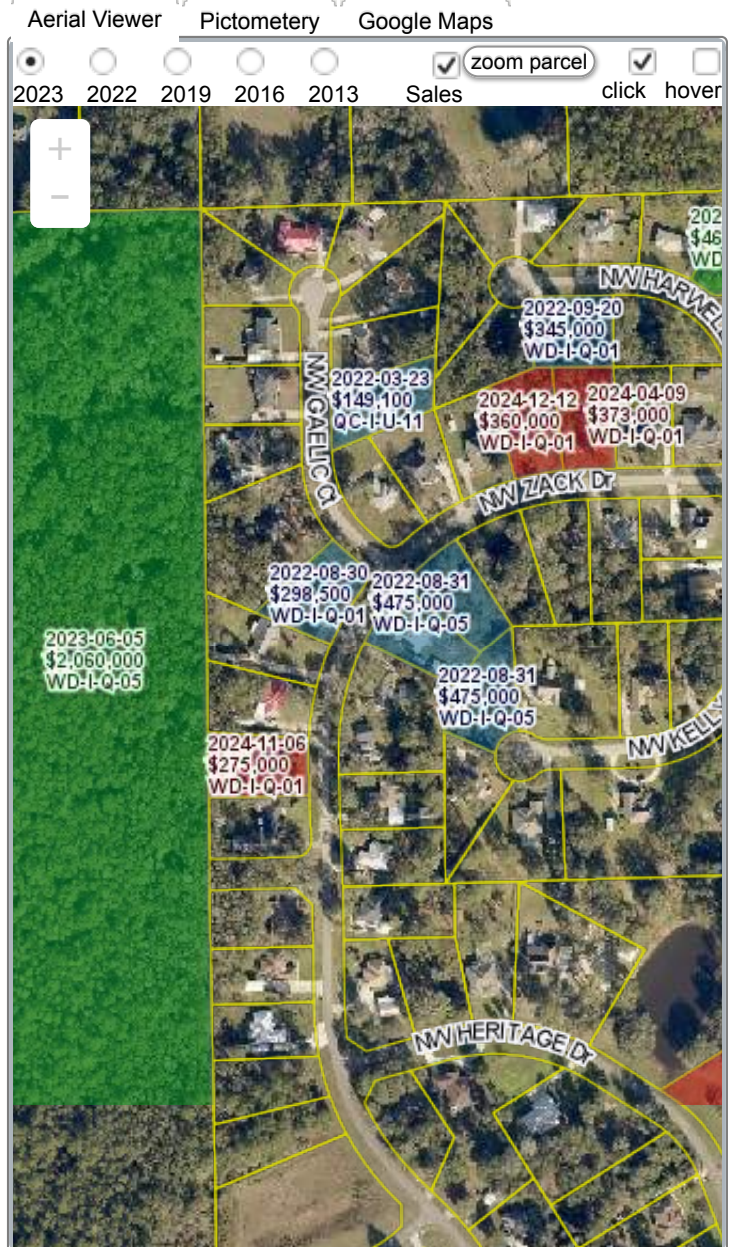 Aerial Viewer Pictometery Google Maps
zoom parcel
2023 2022 2019 2016 2013 Sales click hover
+
−
202
$46
WD
NW HARWELL
2022-09-20
$345,000
WD-I-Q-01
NW GAELIC Ct
2022-03-23
$149,100
QC-I-U-11
2024-12-12
$360,000
WD-I-Q-01
2024-04-09
$373,000
WD-I-Q-01
NW ZACK Dr
2022-08-30
$298,500
WD-I-Q-01
2022-08-31
$475,000
WD-I-Q-05
2023-06-05
$2,060,000
WD-I-Q-05
2022-08-31
$475,000
WD-I-Q-05
NW KELLY
2024-11-06
$275,000
WD-I-Q-01
NW HERITAGE Dr